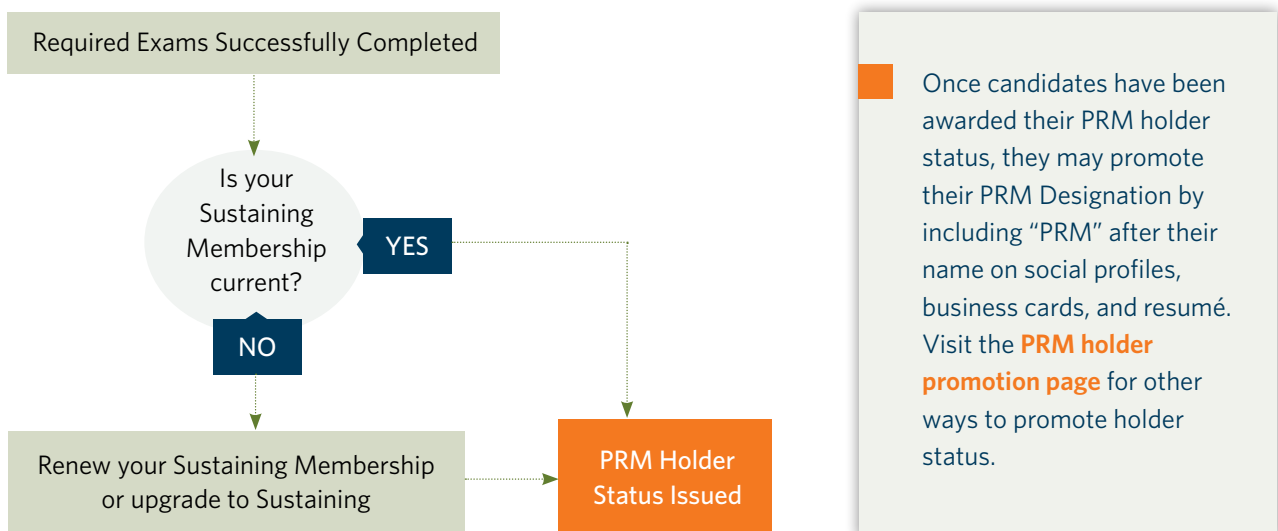 Required Exams Successfully Completed
Is your
Sustaining
Membership
current?
YES
NO
Renew your Sustaining Membership
or upgrade to Sustaining
PRM Holder
Status Issued
Once candidates have been
awarded their PRM holder
status, they may promote
their PRM Designation by
including “PRM” after their
name on social profiles,
business cards, and resumé.
Visit the PRM holder
promotion page for other
ways to promote holder
status.